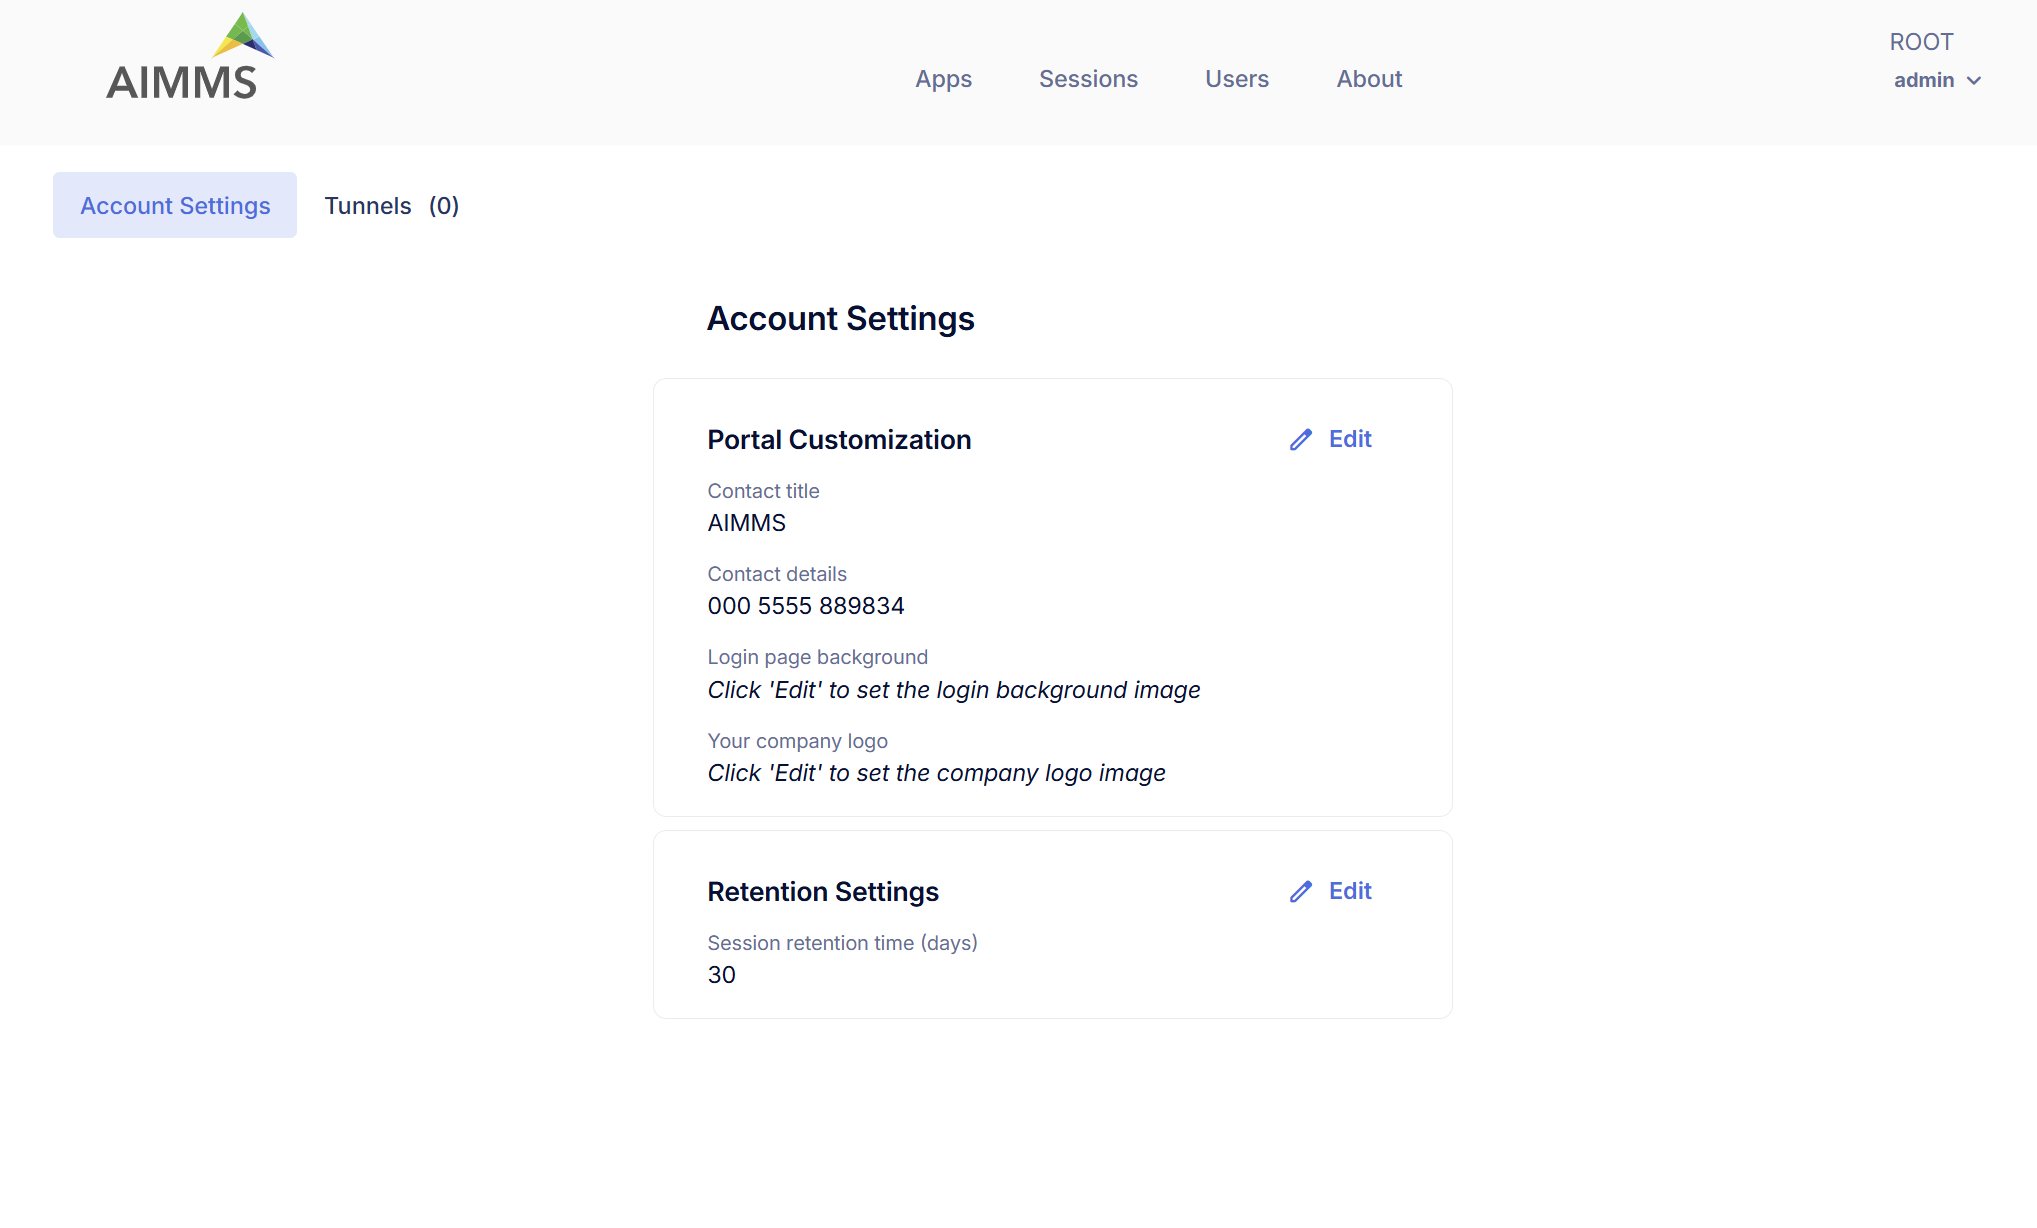 AIMMS
Apps
Sessions
Users
About
ROOT
admin
Account Settings
Tunnels (0)
Account Settings
Portal Customization
Edit
Contact title
AIMMS
Contact details
000 5555 889834
Login page background
Click 'Edit' to set the login background image
Your company logo
Click 'Edit' to set the company logo image
Retention Settings
Edit
Session retention time (days)
30